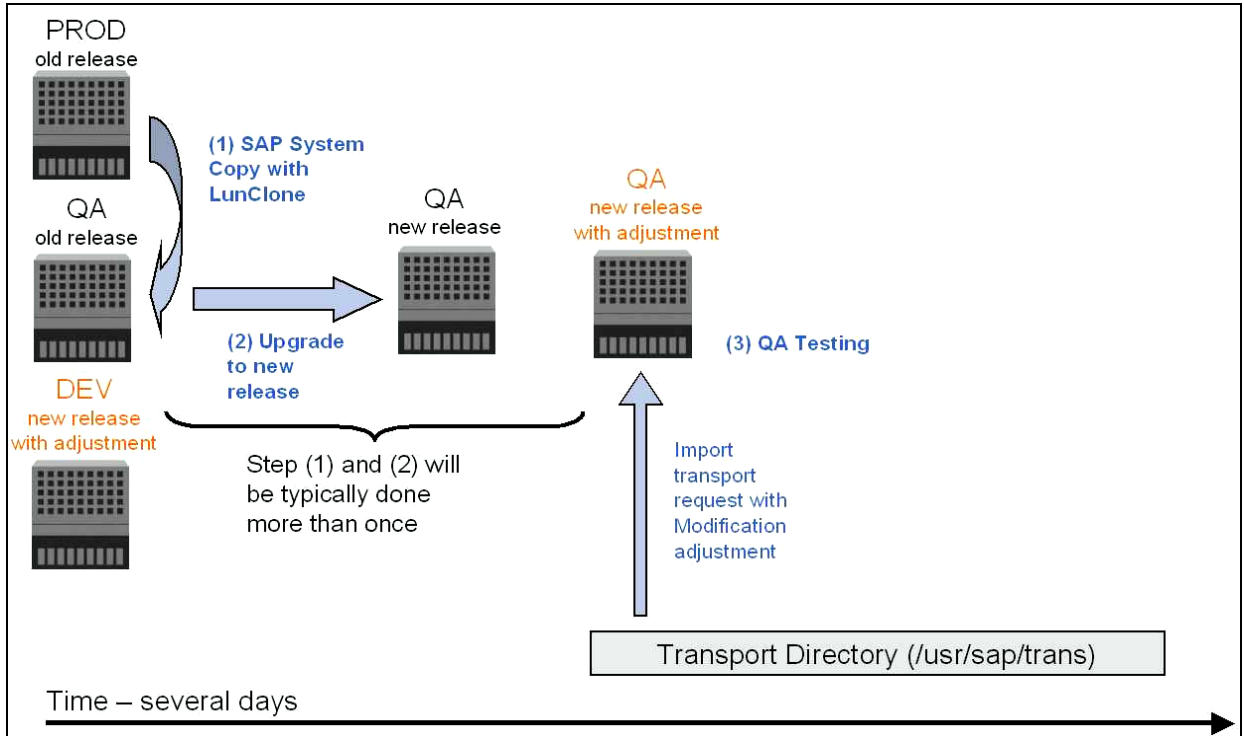 PROD
old release
(1) SAP System
Copy with
LunClone
QA
old release
QA
new release
QA
new release
with adjustment
(2) Upgrade
to new
release
(3) QA Testing
DEV
new release
with adjustment
Step (1) and (2) will
be typically done
more than once
Import
transport
request with
Modification
adjustment
Transport Directory (/usr/sap/trans)
Time – several days